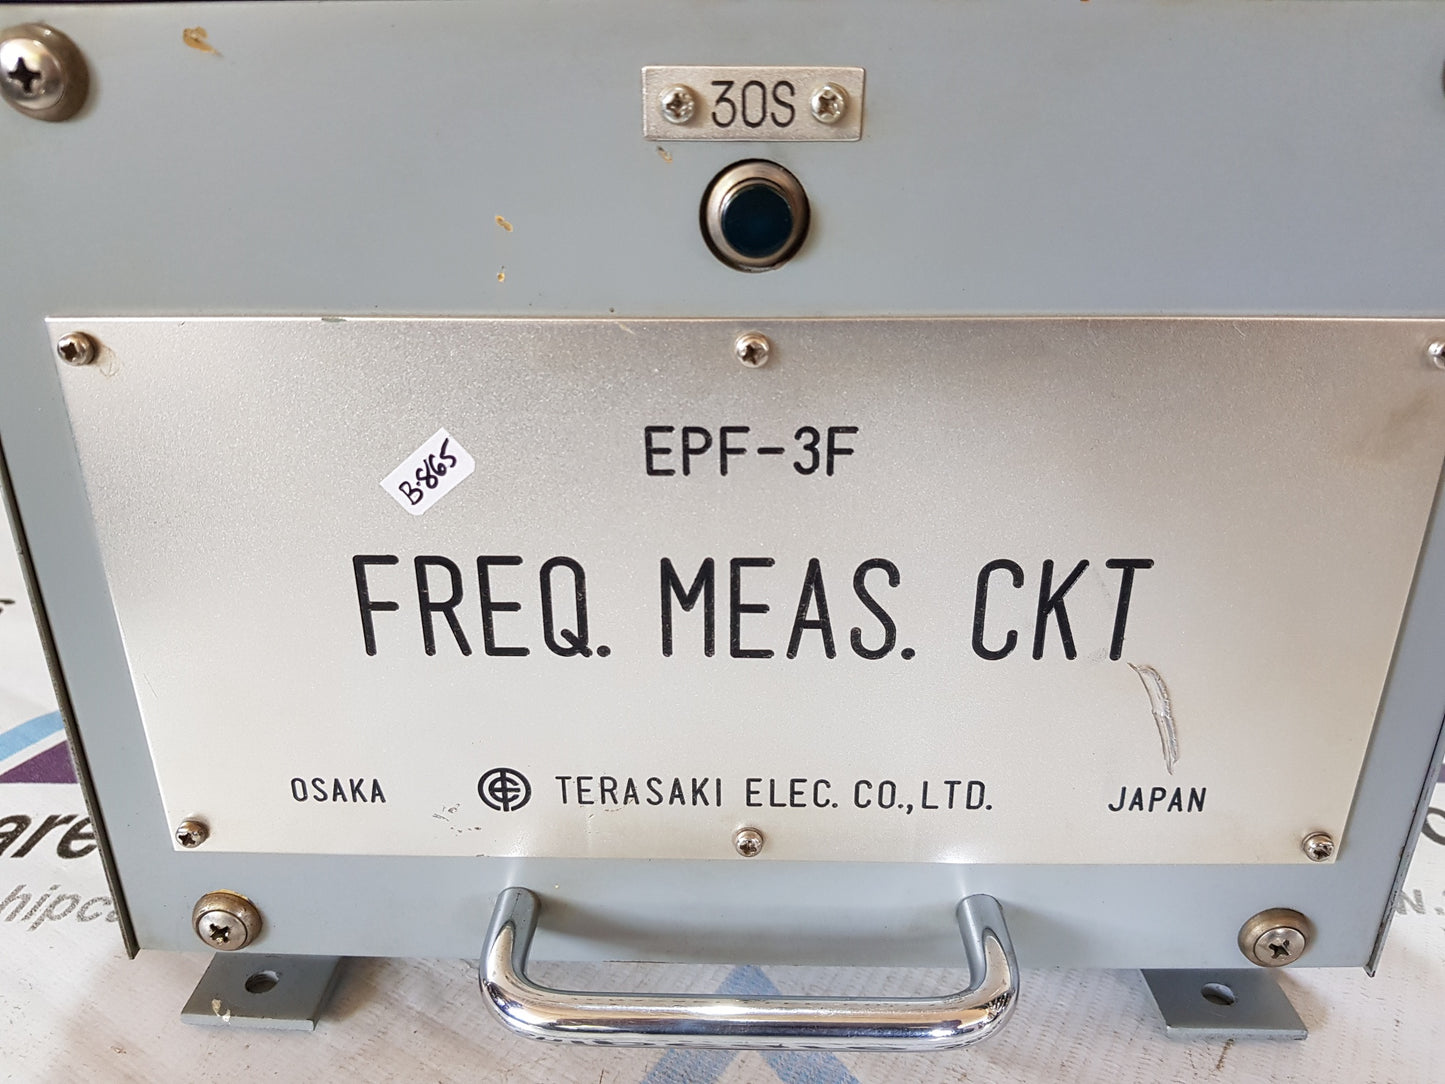 30S
EPF-3F
B.865
FREQ. MEAS. CKT
OSAKA TERASAKI ELEC. CO., LTD. JAPAN